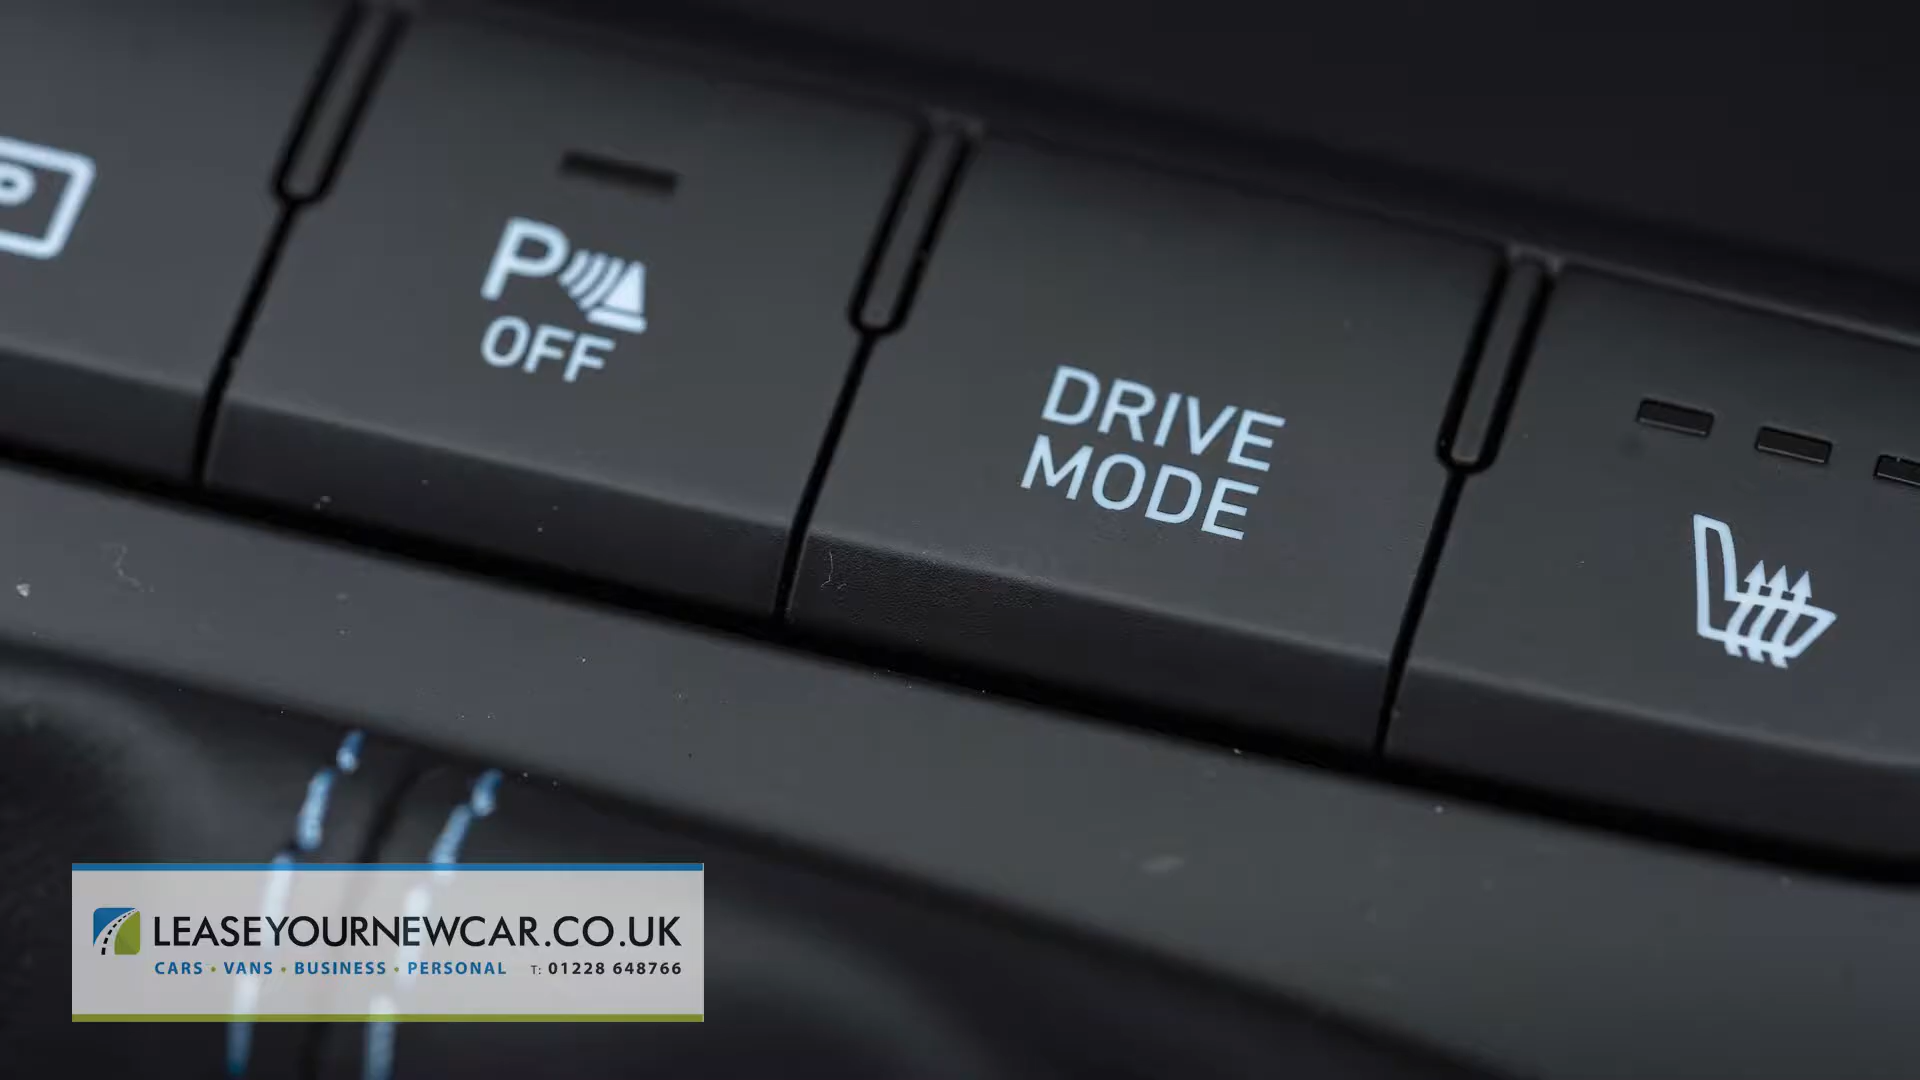 P
OFF
DRIVE
MODE
LEASEYOURNEWCAR.CO.UK
CARS • VANS • BUSINESS • PERSONAL T: 01228 648766